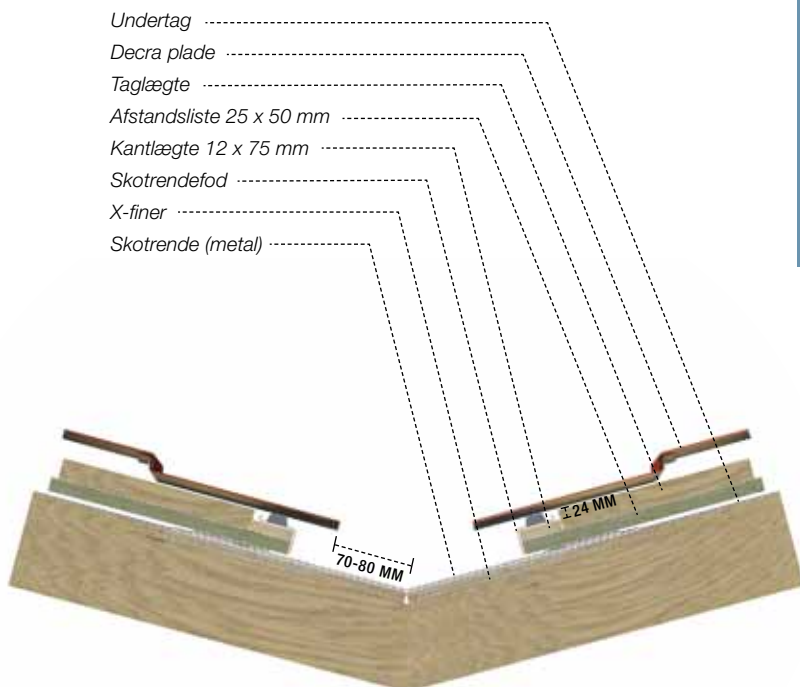 Undertag
Decra plade
Taglægte
Afstandsliste 25 x 50 mm
Kantlægte 12 x 75 mm
Skotrendefod
X-finer
Skotrende (metal)
24 MM
70-80 MM